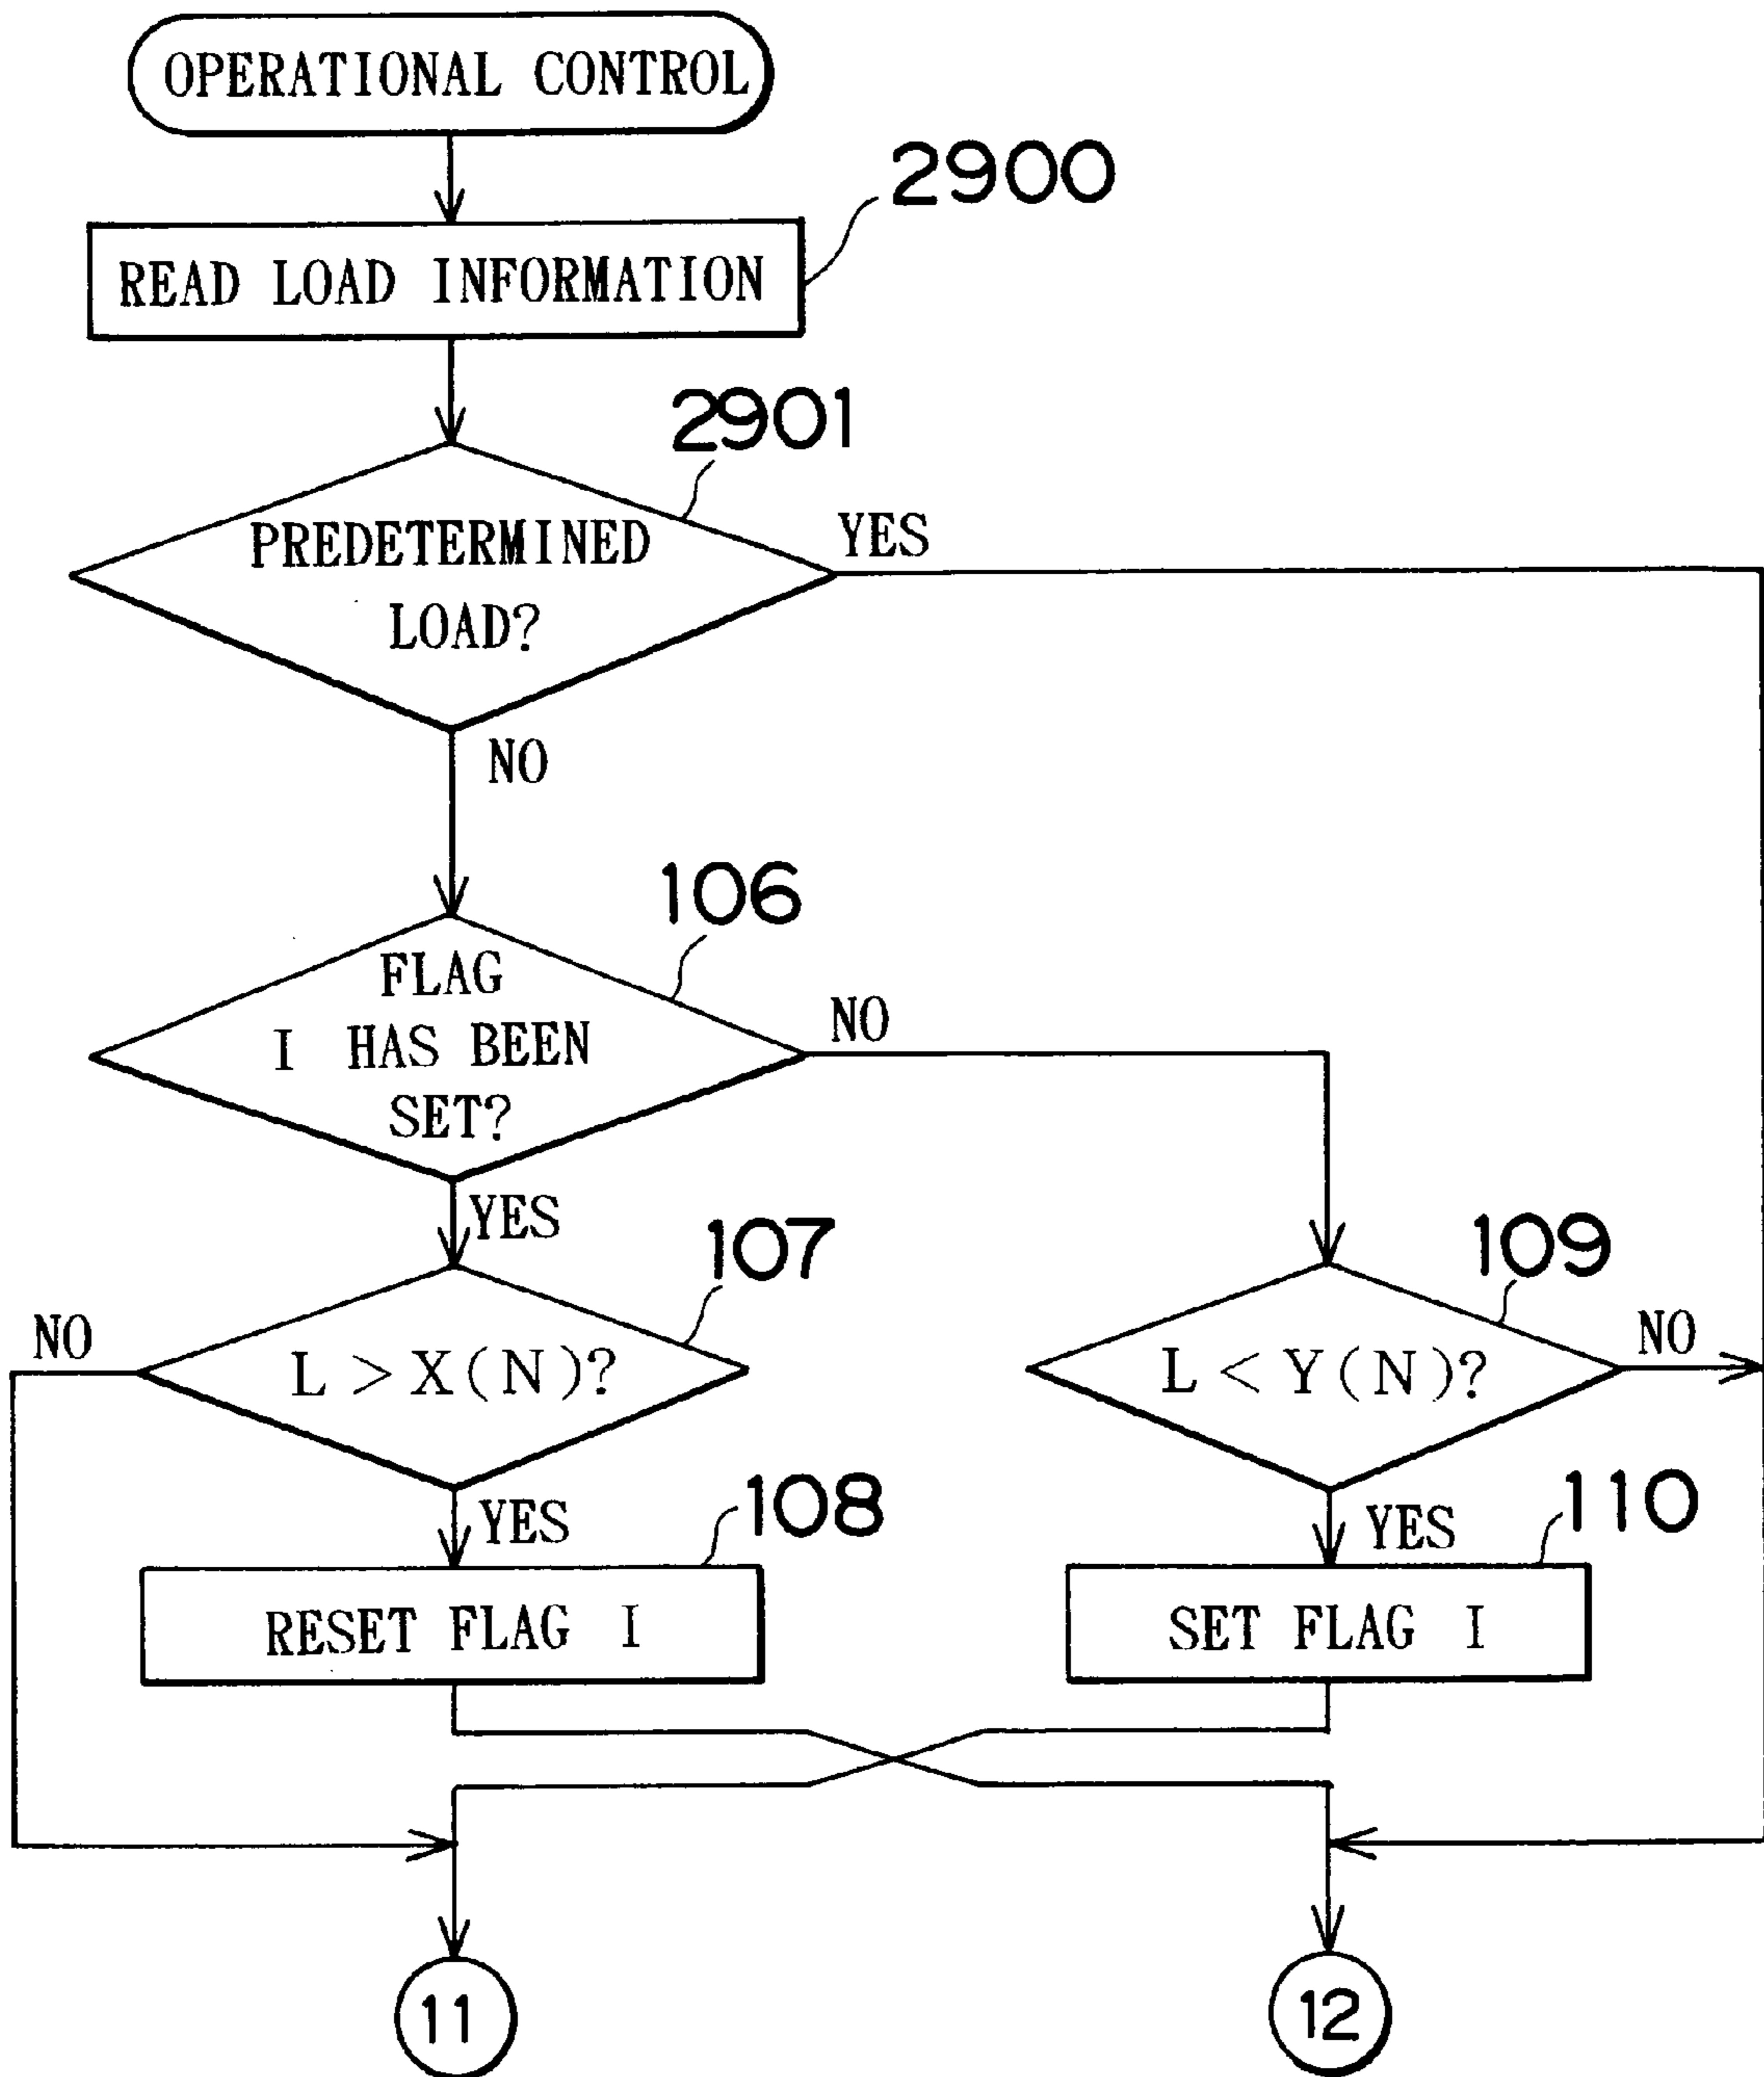 OPERATIONAL CONTROL
2900
READ LOAD INFORMATION
2901
PREDETERMINED
LOAD?
YES
NO
106
FLAG
I HAS BEEN
SET?
NO
YES
107
109
NO
L > X(N)?
L < Y(N)?
NO
YES
108
YES
110
RESET FLAG I
SET FLAG I
11
12